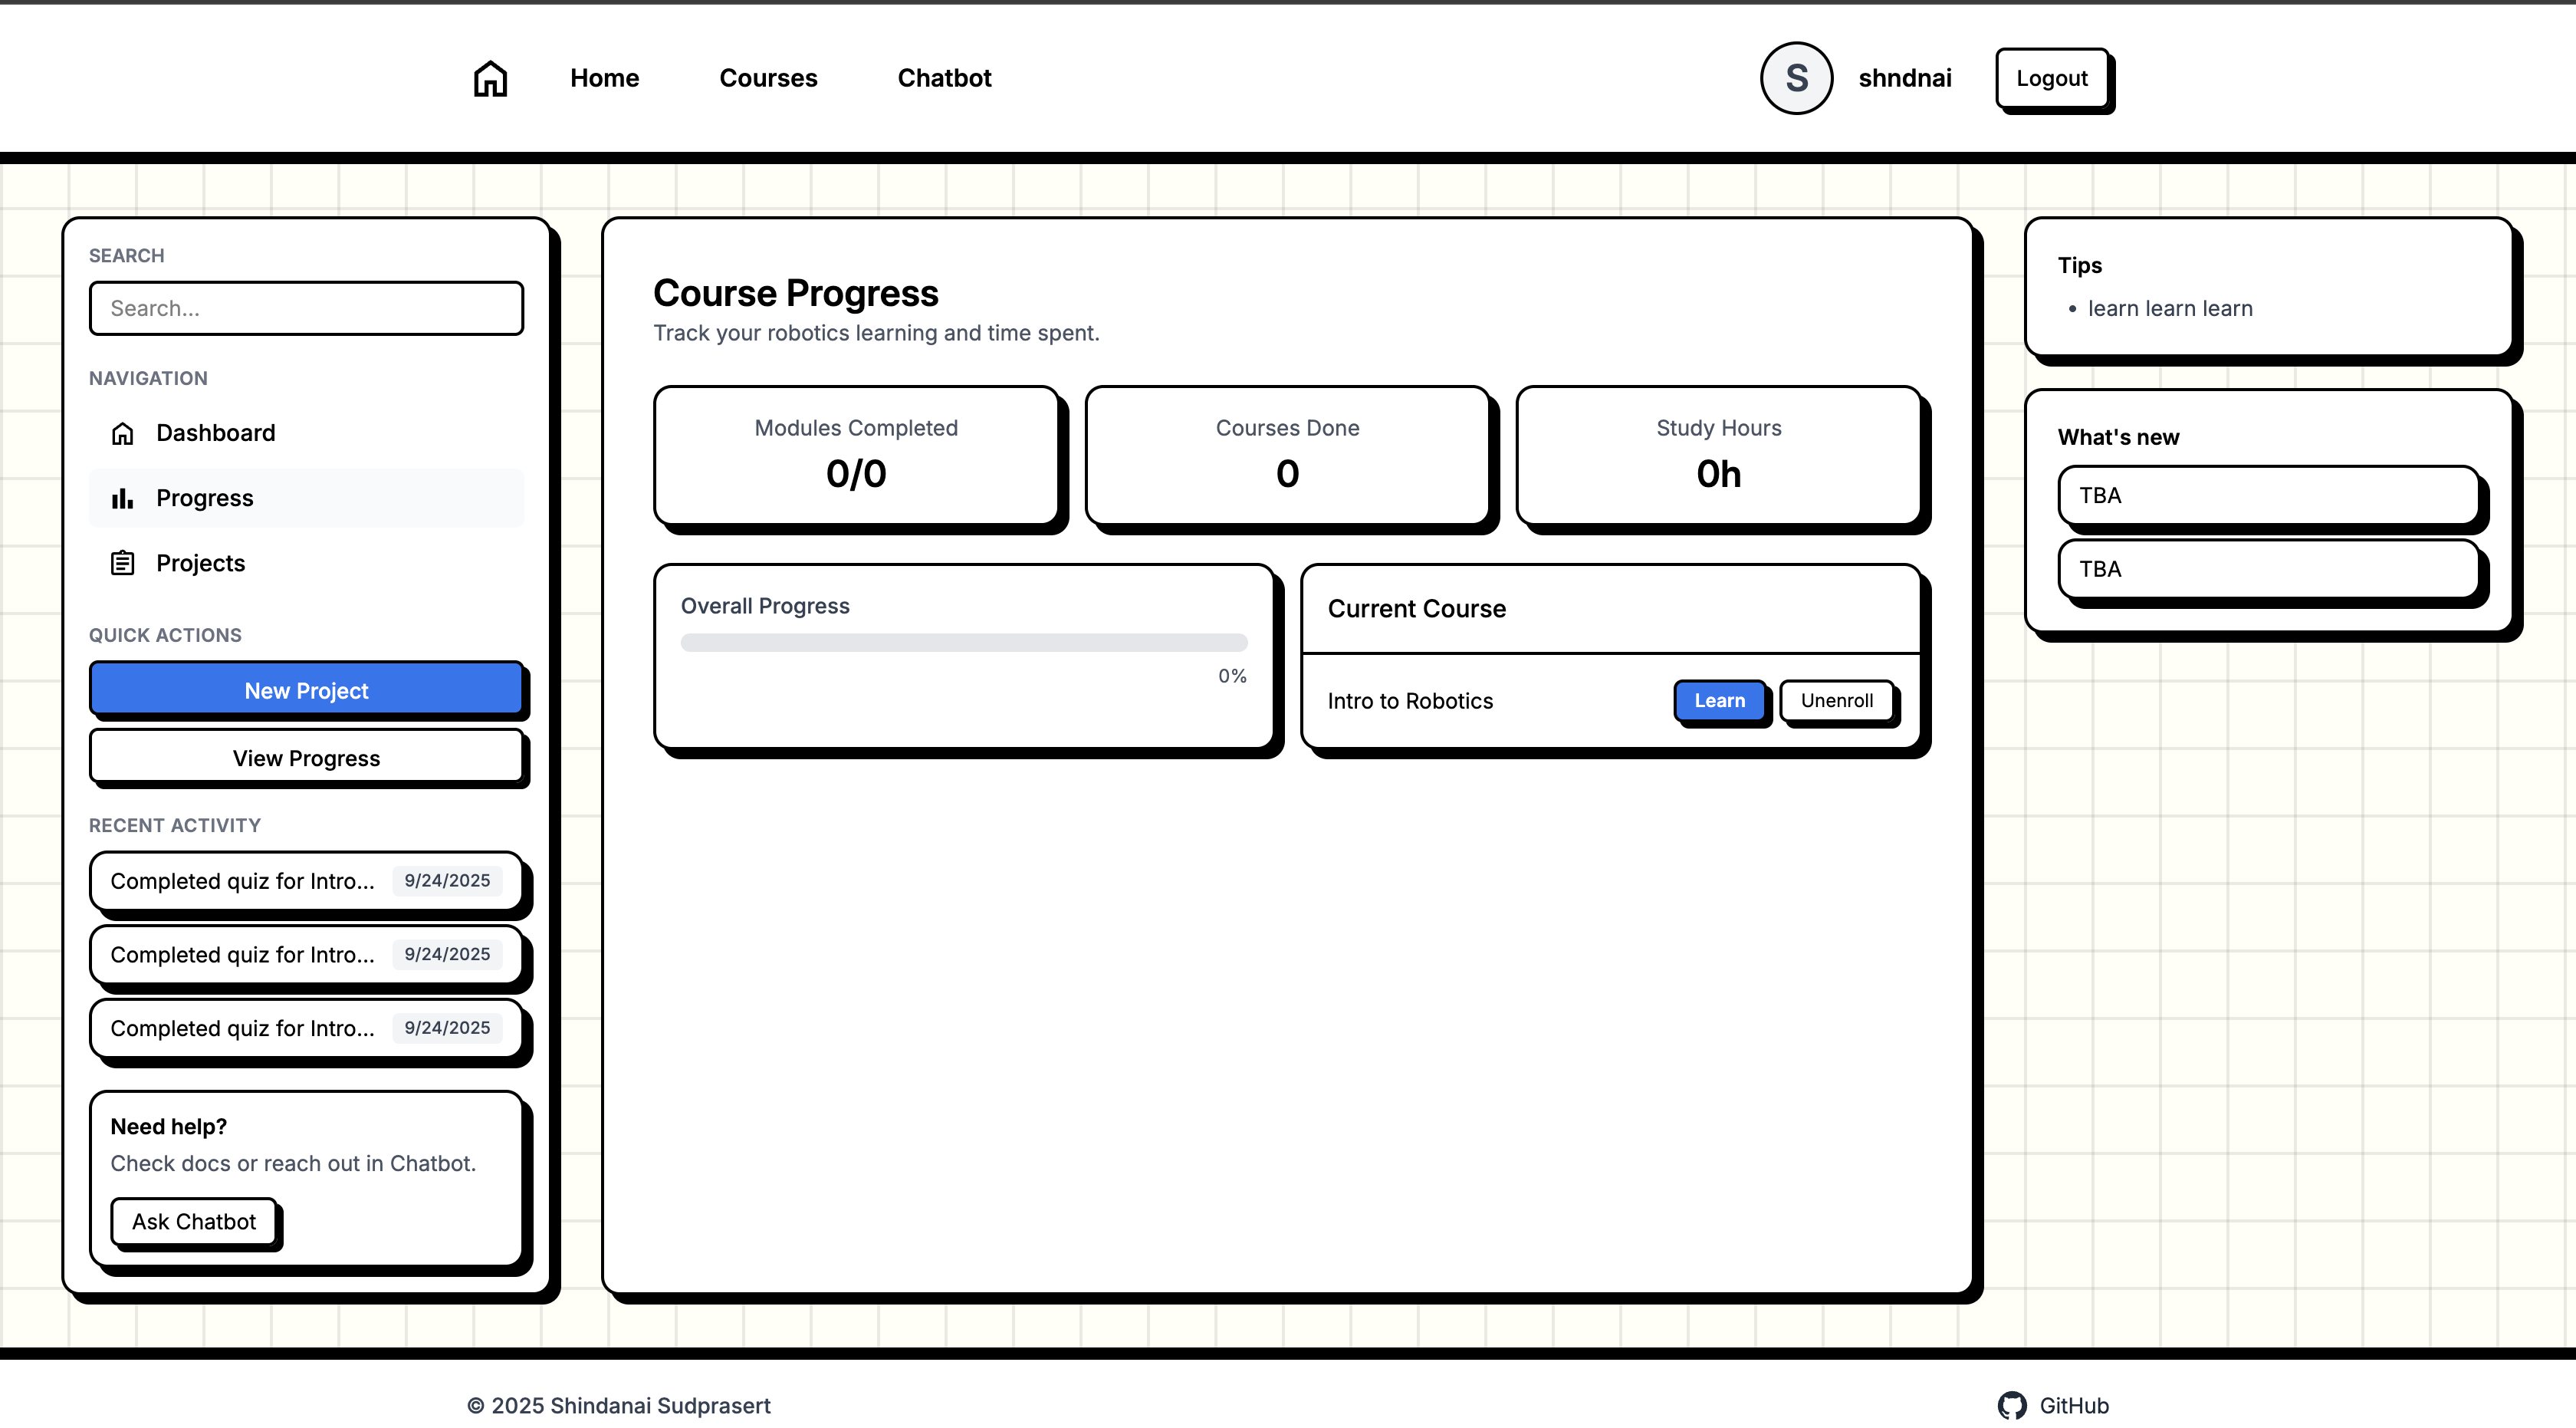 Home
Courses
Chatbot
S
shndnai
Logout
SEARCH
Search...
NAVIGATION
Dashboard
Progress
Projects
QUICK ACTIONS
New Project
View Progress
RECENT ACTIVITY
Completed quiz for Intro... 9/24/2025
Completed quiz for Intro... 9/24/2025
Completed quiz for Intro... 9/24/2025
Need help?
Check docs or reach out in Chatbot.
Ask Chatbot
Course Progress
Track your robotics learning and time spent.
Modules Completed
0/0
Courses Done
0
Study Hours
0h
Overall Progress
0%
Current Course
Intro to Robotics
Learn
Unenroll
Tips
• learn learn learn
What's new
TBA
TBA
© 2025 Shindanai Sudprasert
GitHub